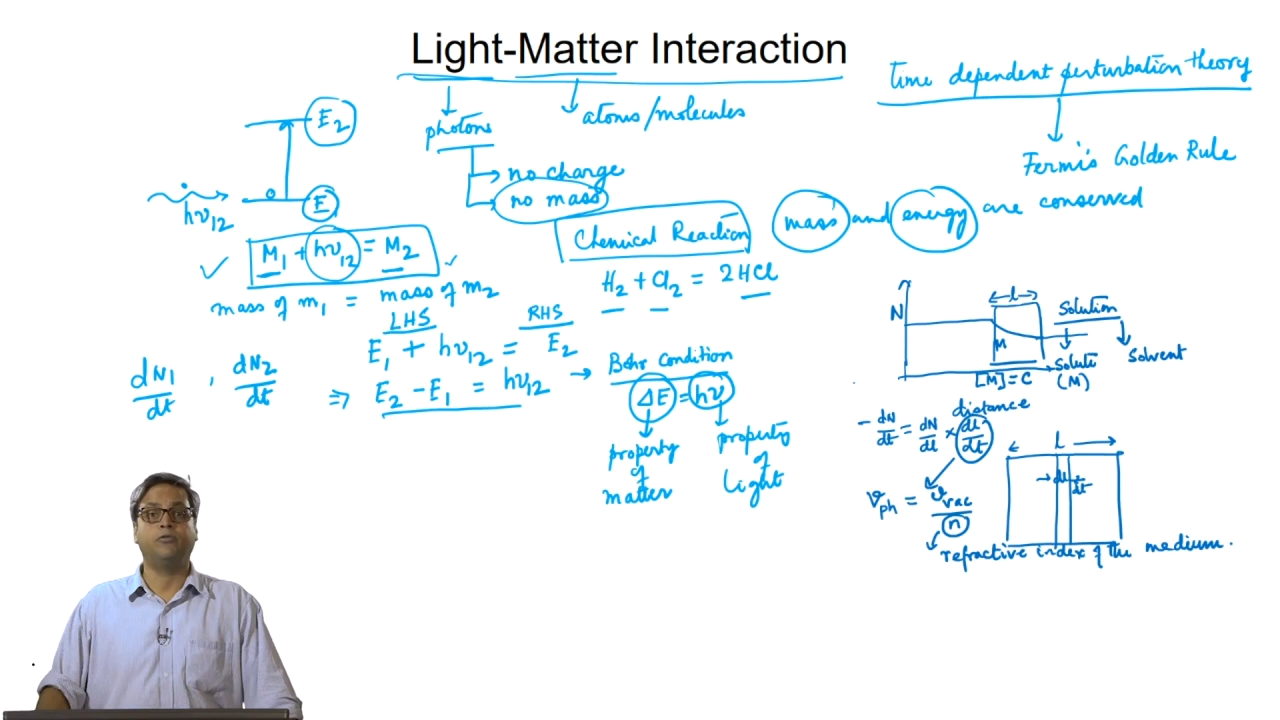 Light-Matter Interaction
Time dependent perturbation theory
Fermi's Golden Rule
photons
atoms/molecules
no change
no mass
E2
E
hν12
M1 + hν12 = M2
mass of m1 = mass of m2
Chemical Reaction
mass and energy are conserved
H2 + Cl2 = 2HCl
LHS
RHS
E1 + hν12 = E2
⇒ E2 - E1 = hν12 → Bohr Condition
dN1/dt , dN2/dt
ΔE = hν
property of matter
property of light
N
l
M
Solution
Solute (M)
Solvent
[M] = C
distance
-dN/dt = dN/dl × dl/dt
l
dl
dt
vph = vvac/n
refractive index of the medium.